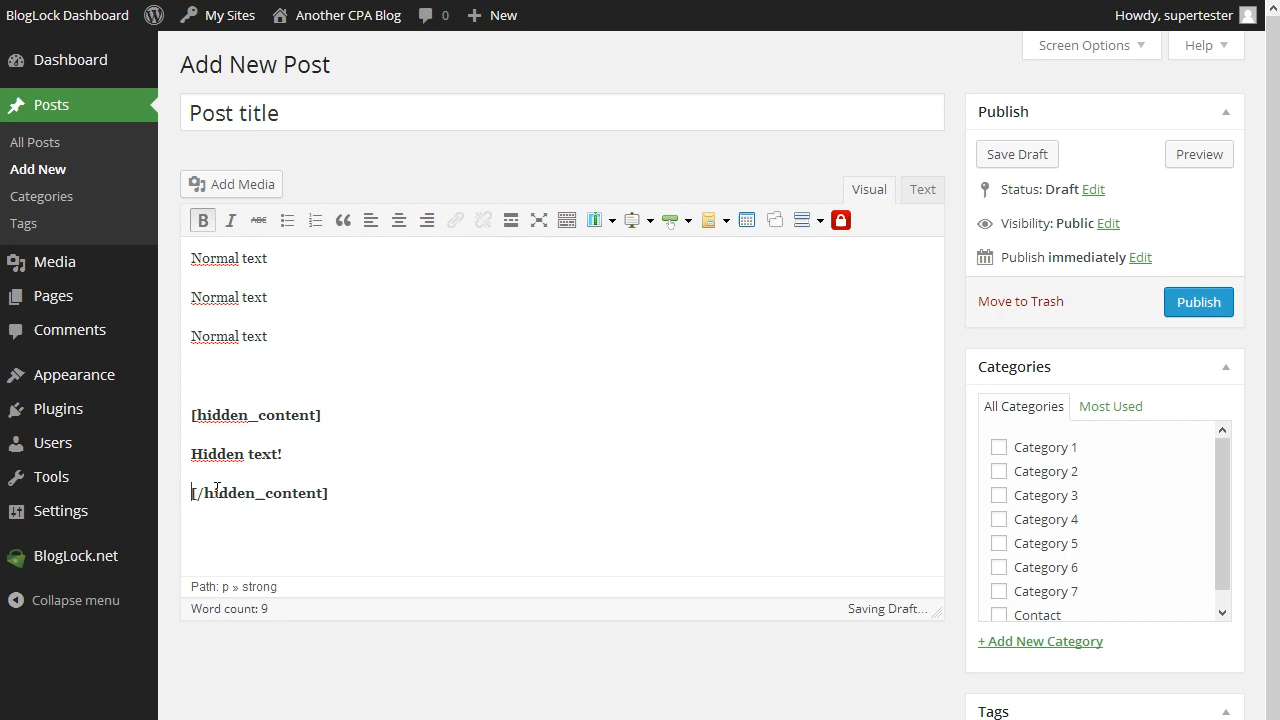 BlogLock Dashboard
My Sites
Another CPA Blog
0
New
Howdy, supertester
Dashboard
Posts
All Posts
Add New
Categories
Tags
Media
Pages
Comments
Appearance
Plugins
Users
Tools
Settings
BlogLock.net
Collapse menu
Screen Options
Help
Add New Post
Post title
Add Media
Visual
Text
B I ABC
Normal text
Normal text
Normal text
[hidden_content]
Hidden text!
[/hidden_content]
Path: p » strong
Word count: 9
Saving Draft...
Publish
Save Draft
Preview
Status: Draft Edit
Visibility: Public Edit
Publish immediately Edit
Move to Trash
Publish
Categories
All Categories
Most Used
Category 1
Category 2
Category 3
Category 4
Category 5
Category 6
Category 7
Contact
+ Add New Category
Tags